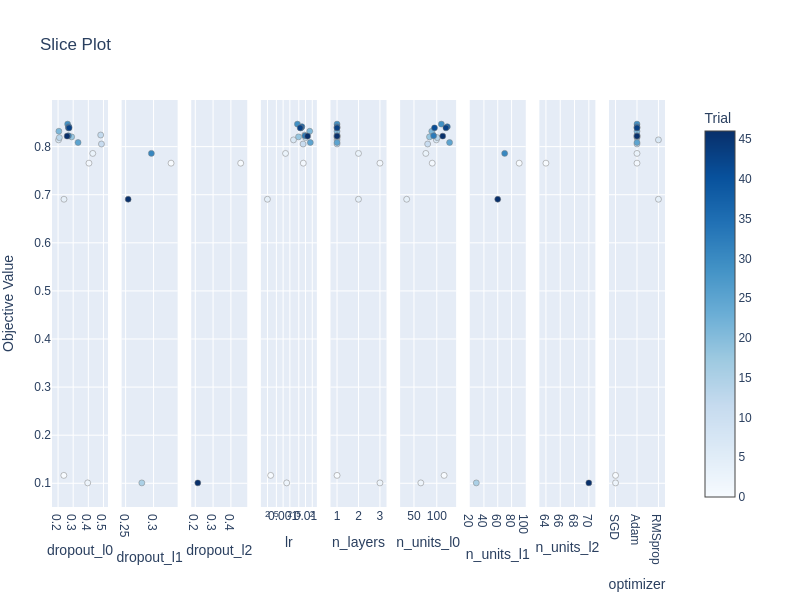 Slice Plot
Trial
Objective Value
0.8
0.7
0.6
0.5
0.4
0.3
0.2
0.1
0.2 0.3 0.4 0.5
dropout_l0
0.25 0.3
dropout_l1
0.2 0.3 0.4
dropout_l2
0.01
lr
1 2 3
n_layers
50 100
n_units_l0
20 40 60 80 100
n_units_l1
64 66 68 70
n_units_l2
SGD Adam RMSprop
optimizer
45
40
35
30
25
20
15
10
5
0